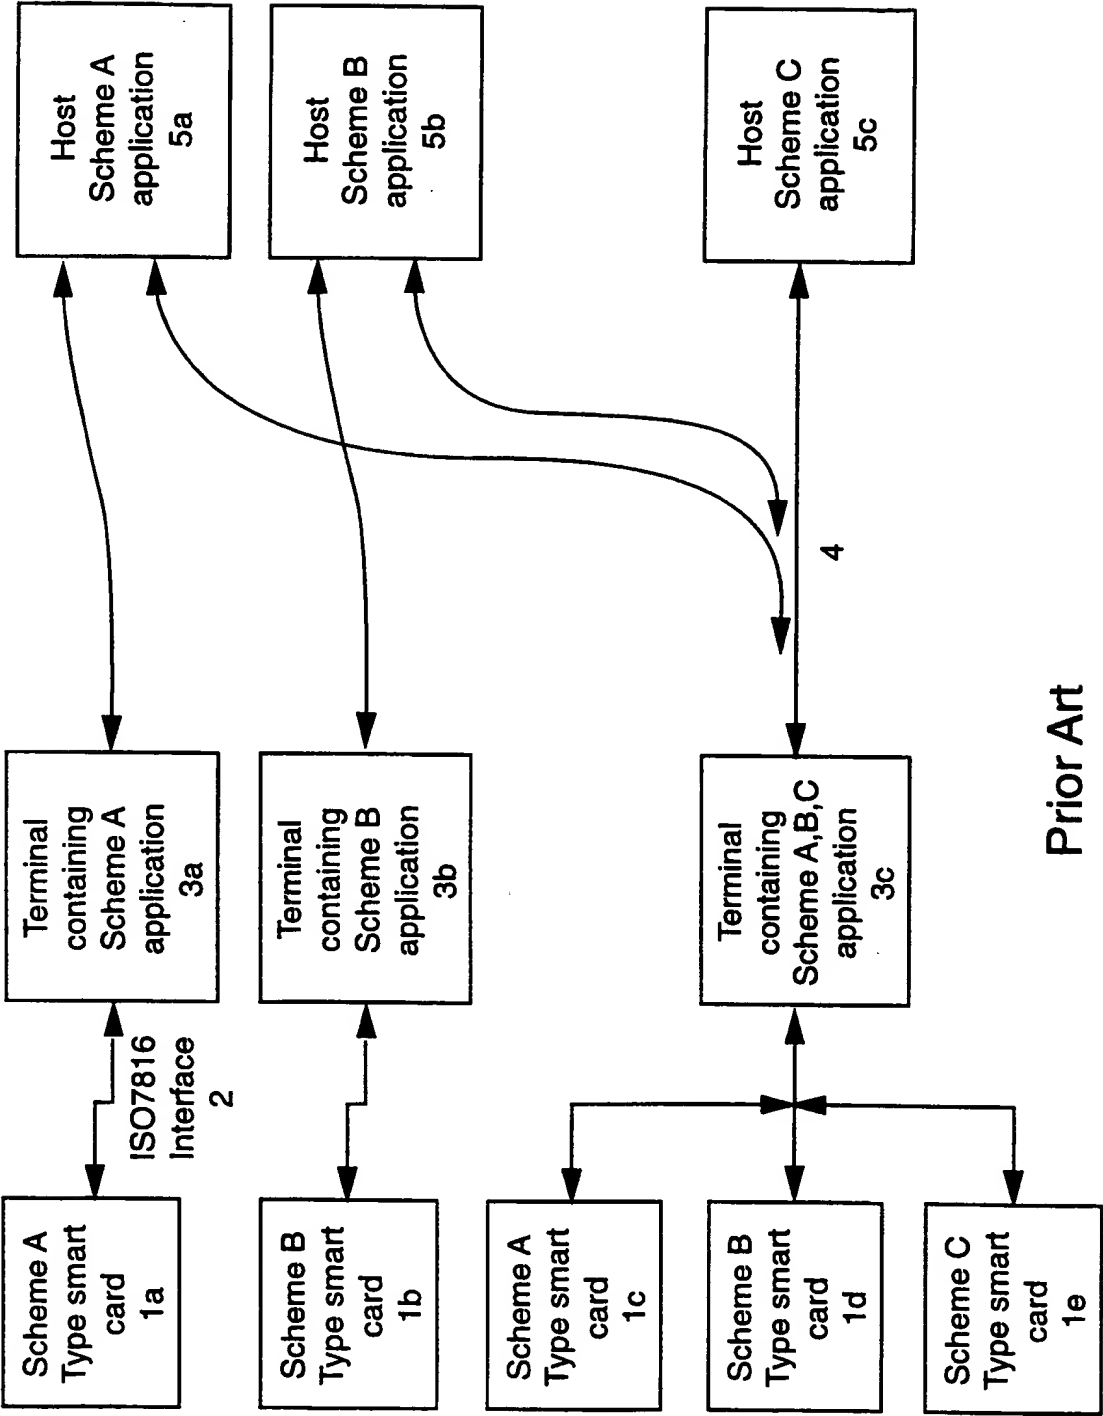 Scheme A
Type smart
card
1a
ISO7816
Interface
2
Terminal
containing
Scheme A
application
3a
Host
Scheme A
application
5a
Scheme B
Type smart
card
1b
Terminal
containing
Scheme B
application
3b
Host
Scheme B
application
5b
Scheme A
Type smart
card
1c
Scheme B
Type smart
card
1d
Scheme C
Type smart
card
1e
Terminal
containing
Scheme A,B,C
application
3c
4
Host
Scheme C
application
5c
Prior Art